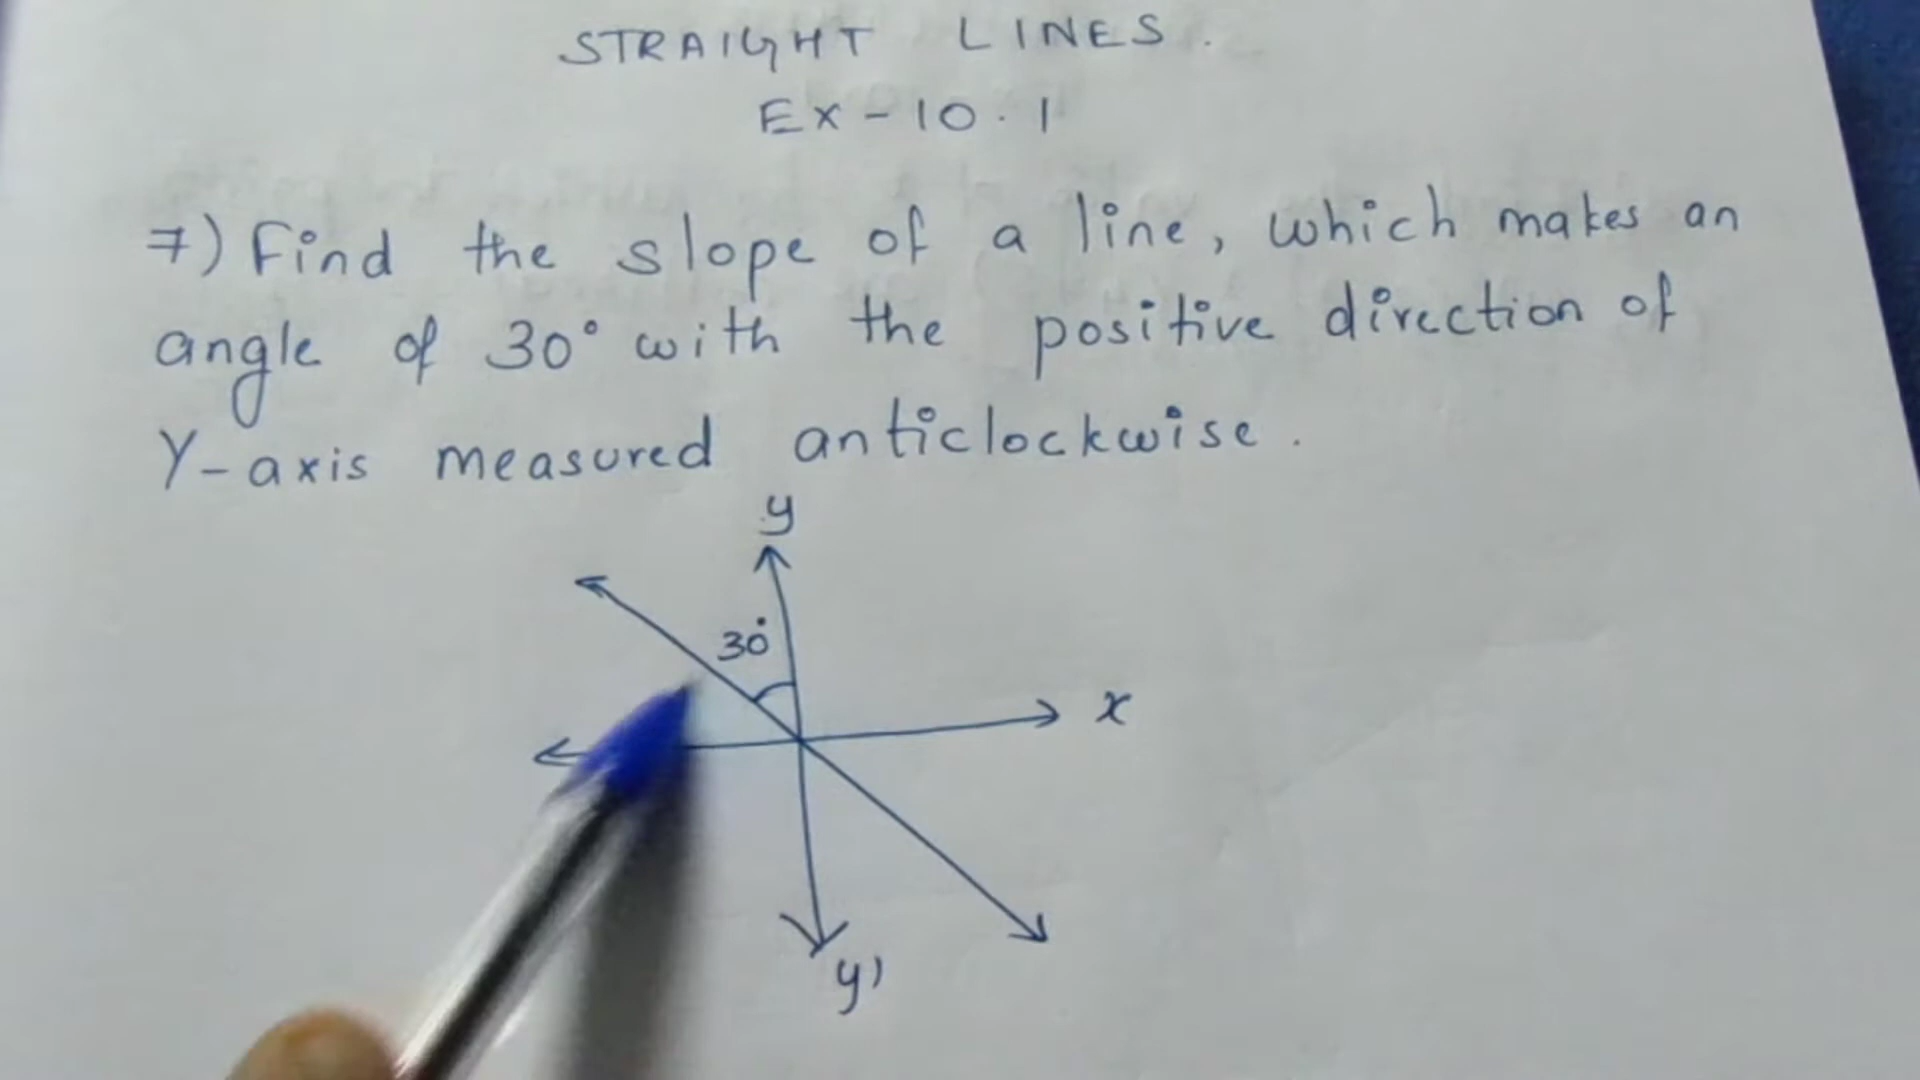 STRAIGHT LINES.
Ex-10.1
7) Find the slope of a line, which makes an
angle of 30° with the positive direction of
Y-axis measured anticlockwise.
y
30°
x
y'